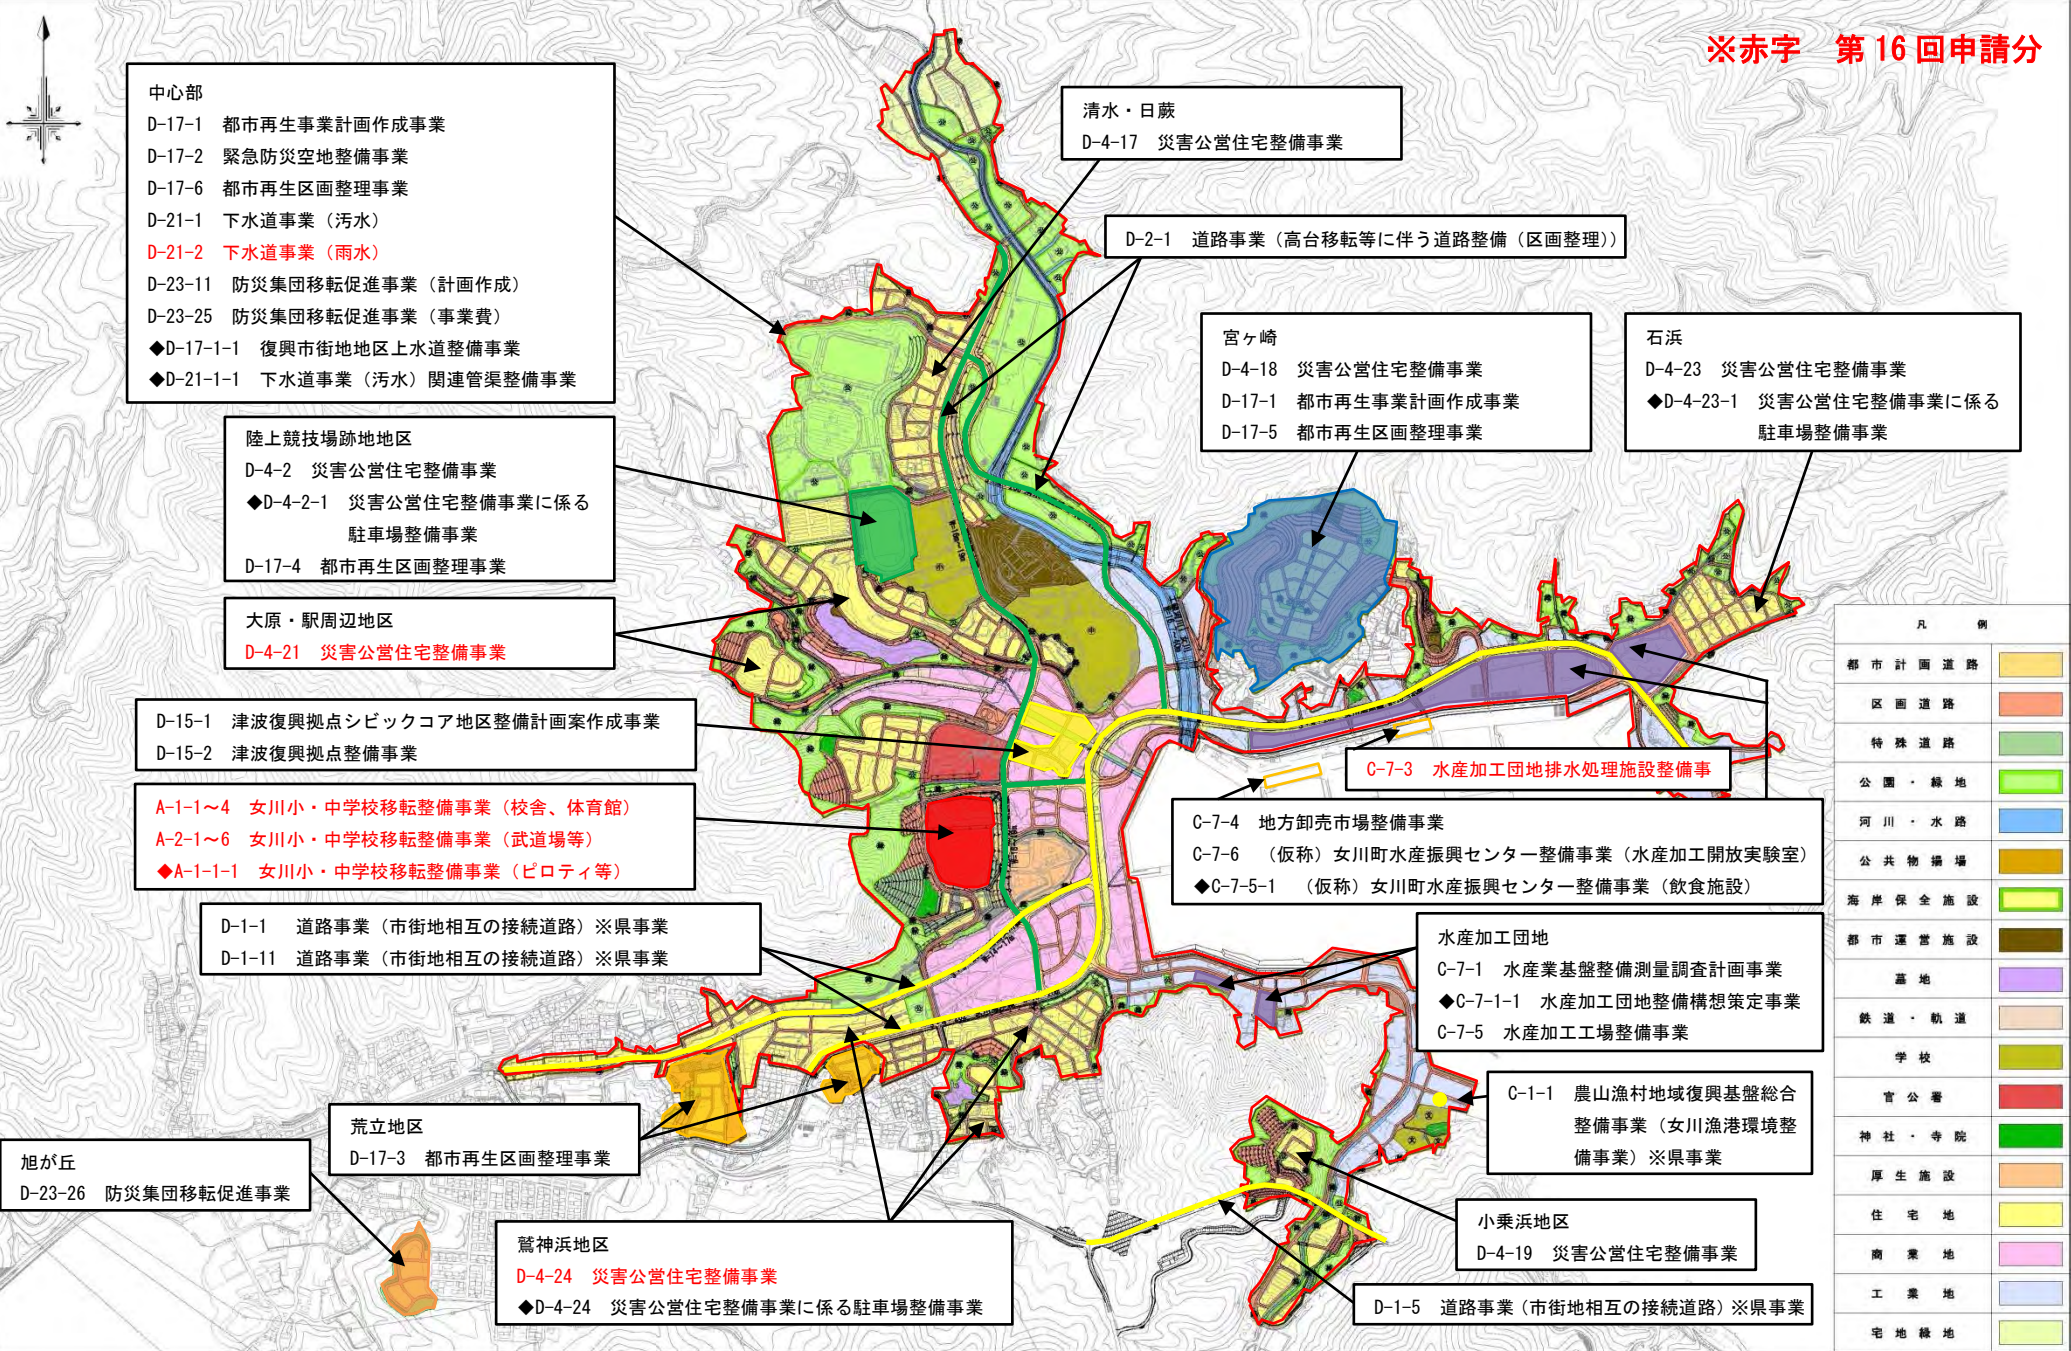 ※赤字　第16回申請分
中心部
D-17-1　都市再生事業計画作成事業
D-17-2　緊急防災空地整備事業
D-17-6　都市再生区画整理事業
D-21-1　下水道事業（汚水）
D-21-2　下水道事業（雨水）
D-23-11　防災集団移転促進事業（計画作成）
D-23-25　防災集団移転促進事業（事業費）
◆D-17-1-1　復興市街地地区上水道整備事業
◆D-21-1-1　下水道事業（汚水）関連管渠整備事業
清水・日蕨
D-4-17　災害公営住宅整備事業
D-2-1　道路事業（高台移転等に伴う道路整備（区画整理））
宮ヶ崎
D-4-18　災害公営住宅整備事業
D-17-1　都市再生事業計画作成事業
D-17-5　都市再生区画整理事業
石浜
D-4-23　災害公営住宅整備事業
◆D-4-23-1　災害公営住宅整備事業に係る
駐車場整備事業
陸上競技場跡地地区
D-4-2　災害公営住宅整備事業
◆D-4-2-1　災害公営住宅整備事業に係る
駐車場整備事業
D-17-4　都市再生区画整理事業
大原・駅周辺地区
D-4-21　災害公営住宅整備事業
D-15-1　津波復興拠点シビックコア地区整備計画案作成事業
D-15-2　津波復興拠点整備事業
A-1-1～4　女川小・中学校移転整備事業（校舎、体育館）
A-2-1～6　女川小・中学校移転整備事業（武道場等）
◆A-1-1-1　女川小・中学校移転整備事業（ピロティ等）
C-7-3　水産加工団地排水処理施設整備事
C-7-4　地方卸売市場整備事業
C-7-6　（仮称）女川町水産振興センター整備事業（水産加工開放実験室）
◆C-7-5-1　（仮称）女川町水産振興センター整備事業（飲食施設）
D-1-1　道路事業（市街地相互の接続道路）※県事業
D-1-11　道路事業（市街地相互の接続道路）※県事業
水産加工団地
C-7-1　水産業基盤整備測量調査計画事業
◆C-7-1-1　水産加工団地整備構想策定事業
C-7-5　水産加工工場整備事業
C-1-1　農山漁村地域復興基盤総合
整備事業（女川漁港環境整
備事業）※県事業
荒立地区
D-17-3　都市再生区画整理事業
旭が丘
D-23-26　防災集団移転促進事業
鷲神浜地区
D-4-24　災害公営住宅整備事業
◆D-4-24　災害公営住宅整備事業に係る駐車場整備事業
小乗浜地区
D-4-19　災害公営住宅整備事業
D-1-5　道路事業（市街地相互の接続道路）※県事業
凡例
都市計画道路
区画道路
特殊道路
公園・緑地
河川・水路
公共物揚場
海岸保全施設
都市運営施設
墓地
鉄道・軌道
学校
官公署
神社・寺院
厚生施設
住宅地
商業地
工業地
宅地緑地